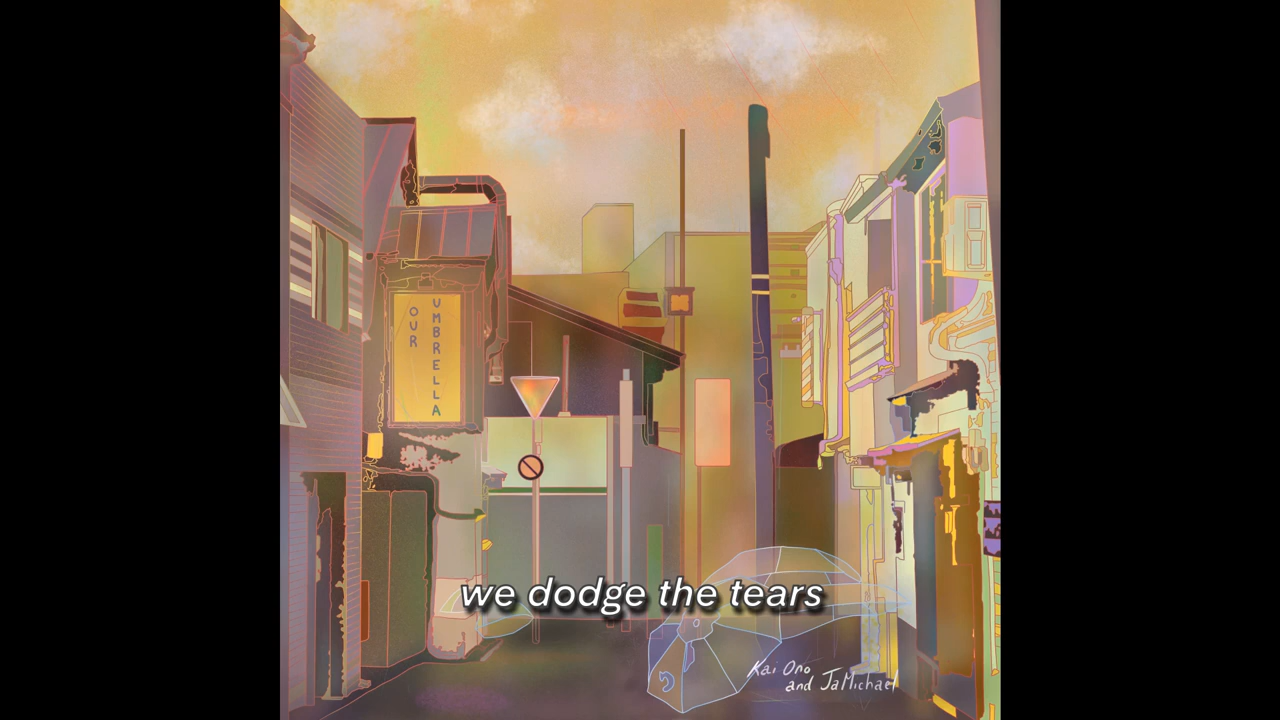 OUR
UMBRELLA
we dodge the tears
Kai Ono
and JaMichael